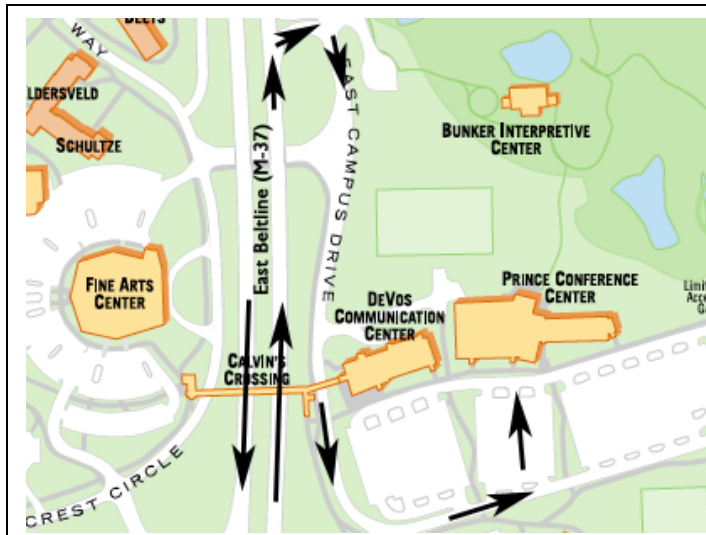 WAY
SCHULTZE
FINE ARTS
CENTER
East Beltline (M-37)
EAST CAMPUS DRIVE
BUNKER INTERPRETIVE
CENTER
PRINCE CONFERENCE
CENTER
DEVOS
COMMUNICATION
CENTER
CALVIN'S
CROSSING
CREST CIRCLE